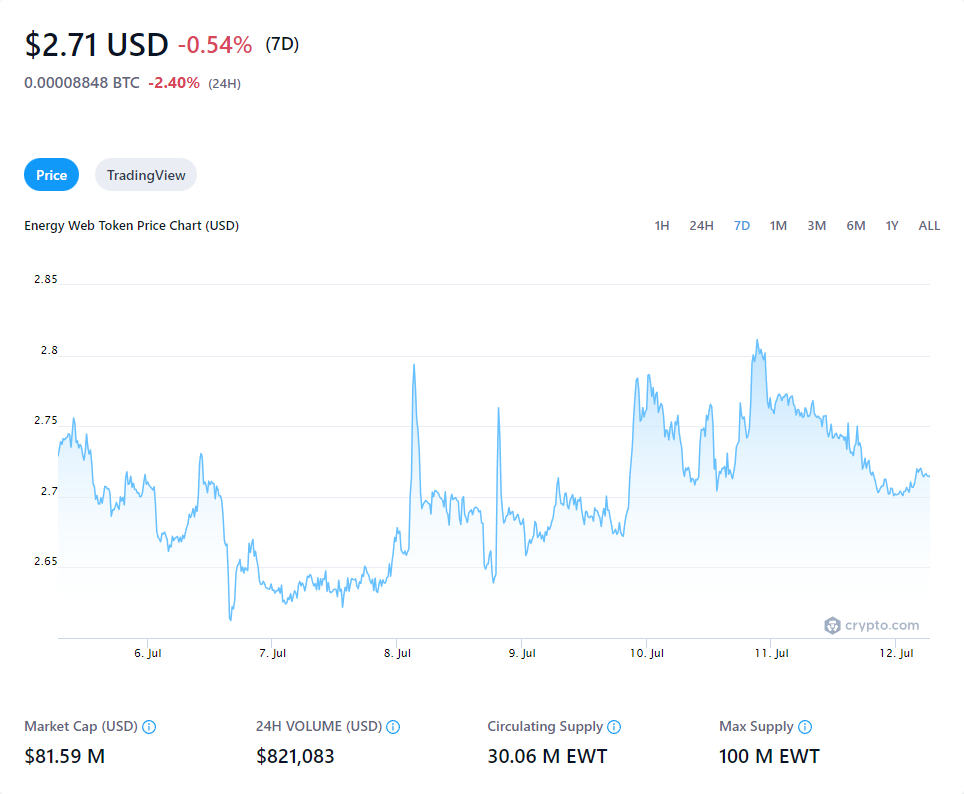 $2.71 USD -0.54% (7D)
0.00008848 BTC -2.40% (24H)
Price TradingView
Energy Web Token Price Chart (USD) 1H 24H 7D 1M 3M 6M 1Y ALL
2.85
2.8
2.75
2.7
2.65
crypto.com
6. Jul 7. Jul 8. Jul 9. Jul 10. Jul 11. Jul 12. Jul
Market Cap (USD) 24H VOLUME (USD) Circulating Supply Max Supply
$81.59 M $821,083 30.06 M EWT 100 M EWT